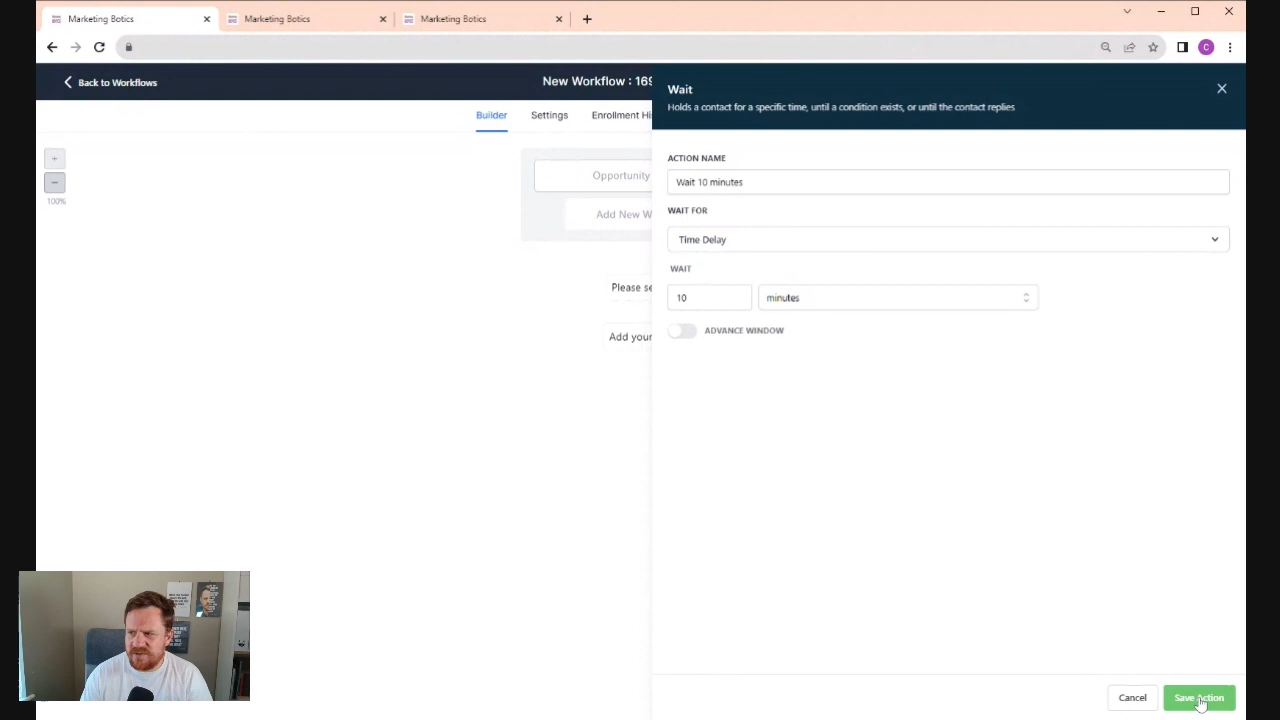 Marketing Botics
Marketing Botics
Marketing Botics
C
Back to Workflows
New Workflow : 169
Builder
Settings
Enrollment Hi
100%
Opportunity
Add New W
Please se
Add your
Wait
Holds a contact for a specific time, until a condition exists, or until the contact replies
ACTION NAME
Wait 10 minutes
WAIT FOR
Time Delay
WAIT
10
minutes
ADVANCE WINDOW
Cancel
Save Action